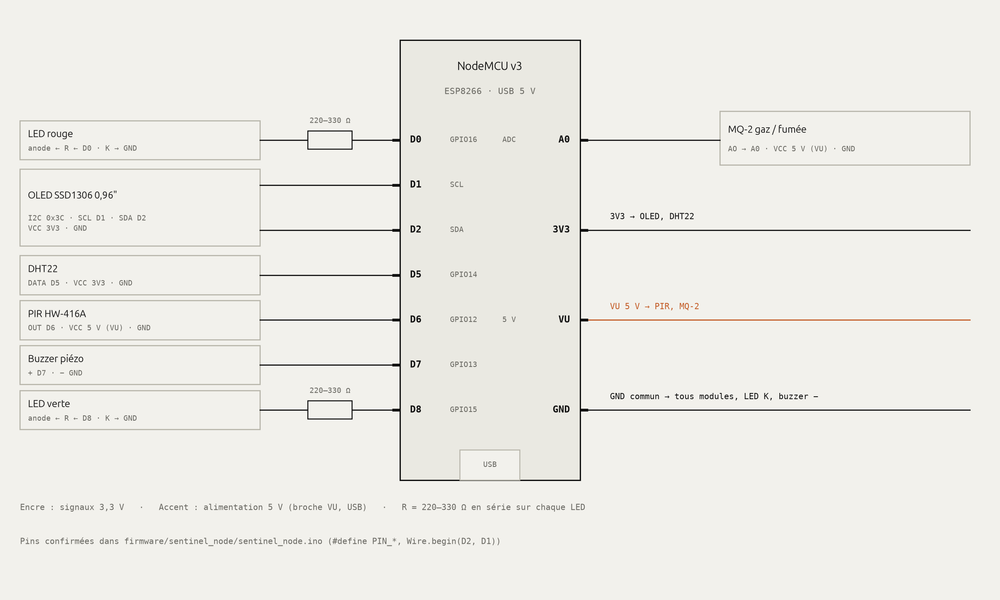 NodeMCU v3
ESP8266 · USB 5 V
220–330 Ω
LED rouge
anode ← R ← D0 · K → GND
D0 GPIO16 ADC A0
MQ-2 gaz / fumée
AO → A0 · VCC 5 V (VU) · GND
D1 SCL
OLED SSD1306 0,96"
I2C 0x3C · SCL D1 · SDA D2
VCC 3V3 · GND
D2 SDA 3V3
3V3 → OLED, DHT22
DHT22
DATA D5 · VCC 3V3 · GND
D5 GPIO14
PIR HW-416A
OUT D6 · VCC 5 V (VU) · GND
D6 GPIO12 5 V VU
VU 5 V → PIR, MQ-2
Buzzer piézo
+ D7 · − GND
D7 GPIO13
220–330 Ω
LED verte
anode ← R ← D8 · K → GND
D8 GPIO15 GND
GND commun → tous modules, LED K, buzzer −
USB
Encre : signaux 3,3 V · Accent : alimentation 5 V (broche VU, USB) · R = 220–330 Ω en série sur chaque LED
Pins confirmées dans firmware/sentinel_node/sentinel_node.ino (#define PIN_*, Wire.begin(D2, D1))